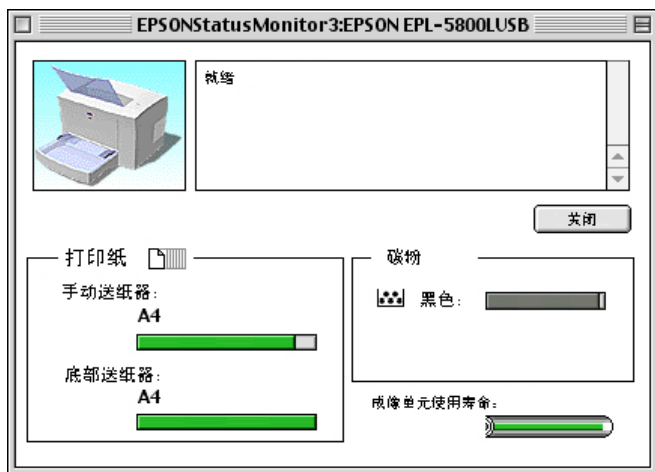 EPSONStatusMonitor3:EPSON EPL-5800LUSB
就绪
关闭
打印纸
手动送纸器:
A4
底部送纸器:
A4
碳粉
黑色:
成像单元使用寿命: